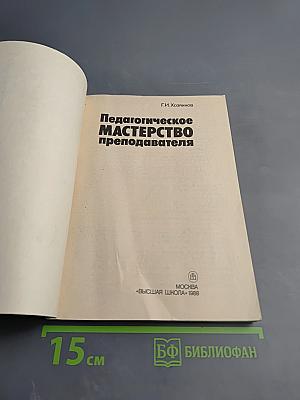 Г.И. Хозяинов
Педагогическое
МАСТЕРСТВО
преподавателя
МОСКВА
«ВЫСШАЯ ШКОЛА» 1988
15 см
БФ БИБЛИОФАН